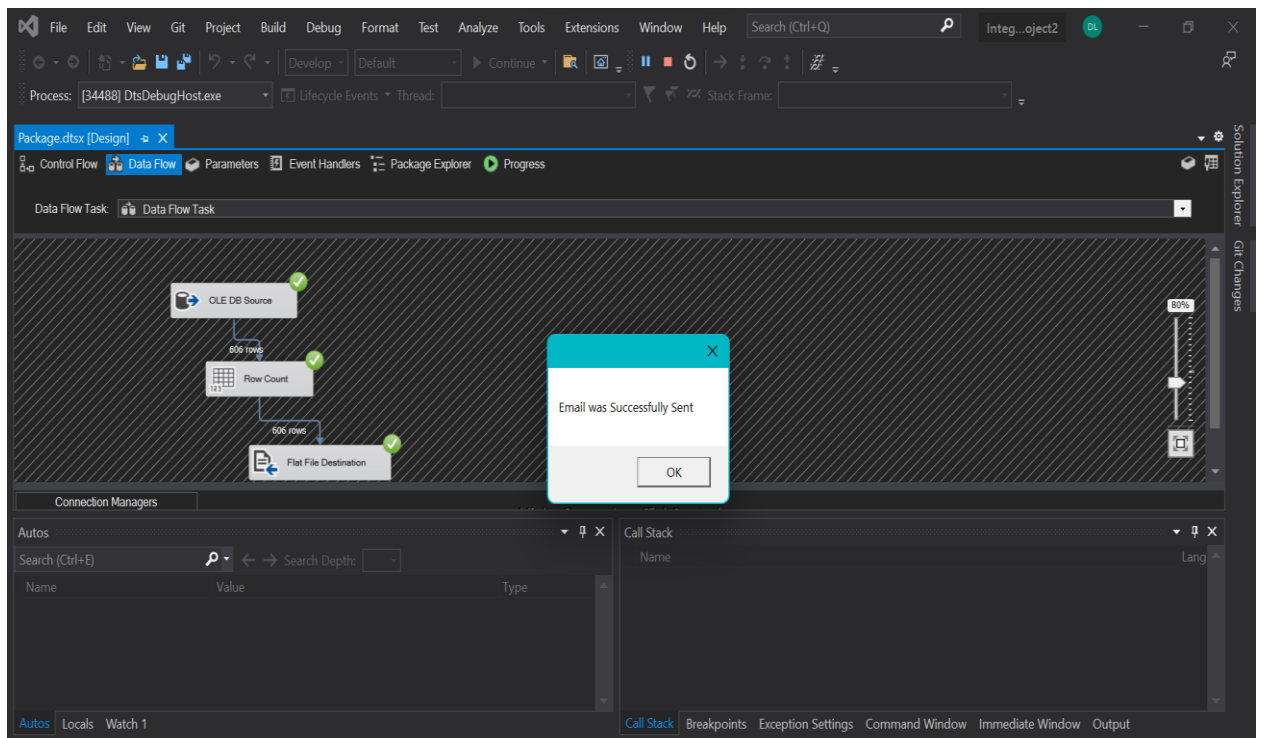 File Edit View Git Project Build Debug Format Test Analyze Tools Extensions Window Help Search (Ctrl+Q) Integ...oject2 DL
Develop Default Continue
Process: [34488] DtsDebugHost.exe Lifecycle Events Thread: Stack Frame:
Package.dtsx [Design]
Control Flow Data Flow Parameters Event Handlers Package Explorer Progress
Data Flow Task: Data Flow Task
OLE DB Source
606 rows
Row Count
123
606 rows
Flat File Destination
80%
Email was Successfully Sent
OK
Connection Managers
Solution Explorer
Git Changes
Autos
Search (Ctrl+E) Search Depth:
Name Value Type
Autos Locals Watch 1
Call Stack
Name Lang
Call Stack Breakpoints Exception Settings Command Window Immediate Window Output